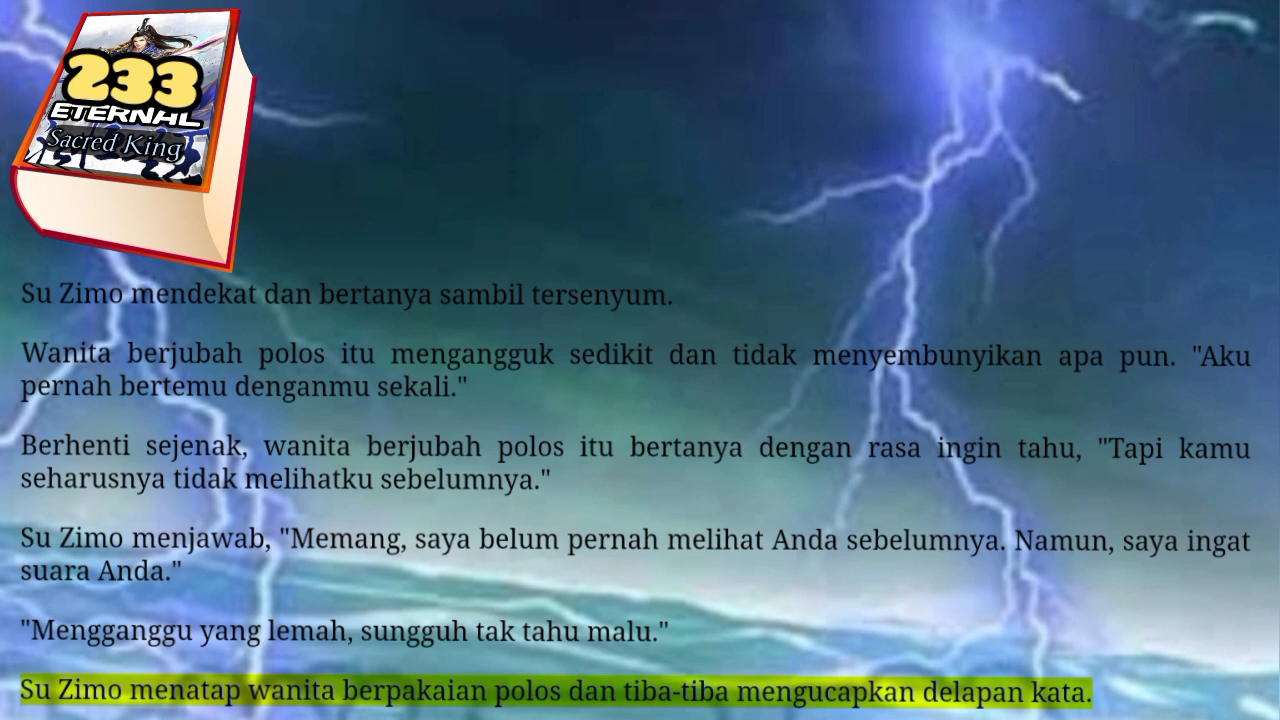 233
ETERNAL
Sacred King
Su Zimo mendekat dan bertanya sambil tersenyum.
Wanita berjubah polos itu mengangguk sedikit dan tidak menyembunyikan apa pun. "Aku
pernah bertemu denganmu sekali."
Berhenti sejenak, wanita berjubah polos itu bertanya dengan rasa ingin tahu, "Tapi kamu
seharusnya tidak melihatku sebelumnya."
Su Zimo menjawab, "Memang, saya belum pernah melihat Anda sebelumnya. Namun, saya ingat
suara Anda."
"Mengganggu yang lemah, sungguh tak tahu malu."
Su Zimo menatap wanita berpakaian polos dan tiba-tiba mengucapkan delapan kata.